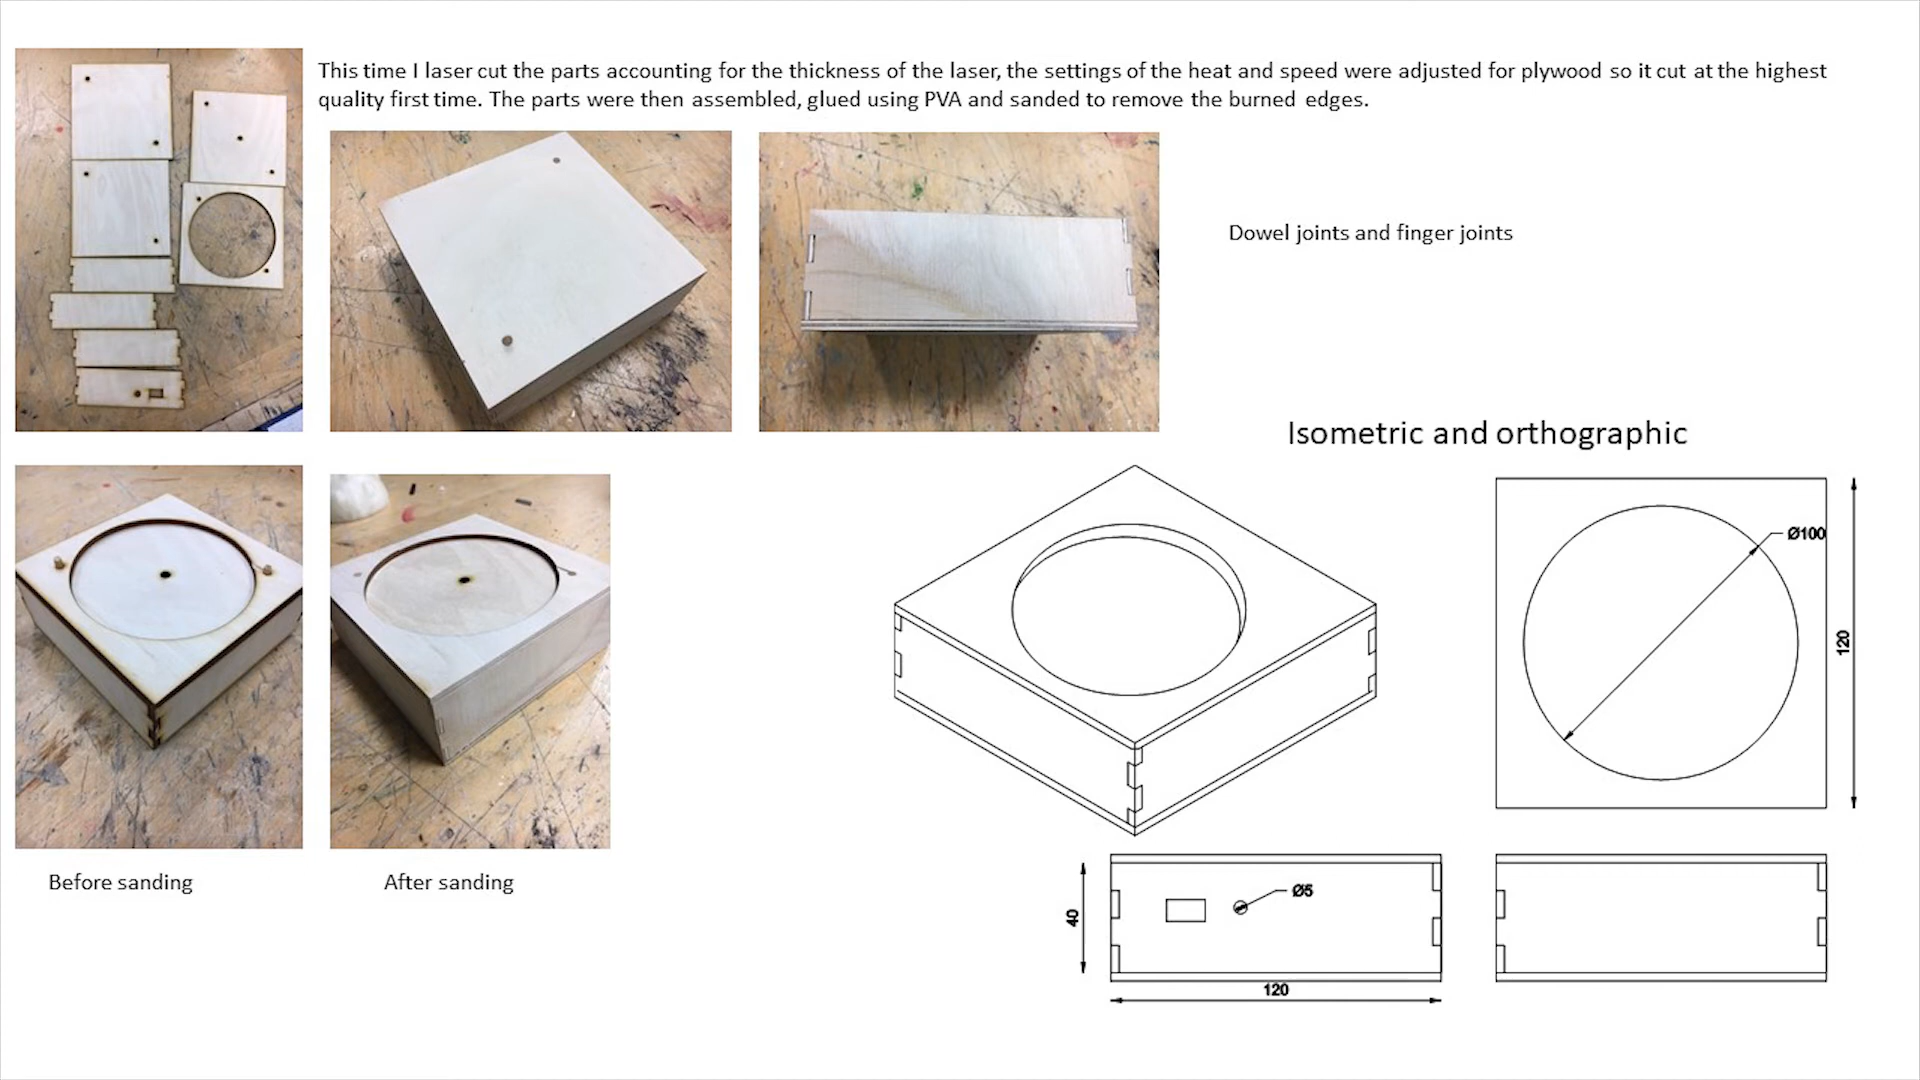 This time I laser cut the parts accounting for the thickness of the laser, the settings of the heat and speed were adjusted for plywood so it cut at the highest
quality first time. The parts were then assembled, glued using PVA and sanded to remove the burned edges.
Dowel joints and finger joints
Isometric and orthographic
Ø100
120
Before sanding
After sanding
Ø5
40
120